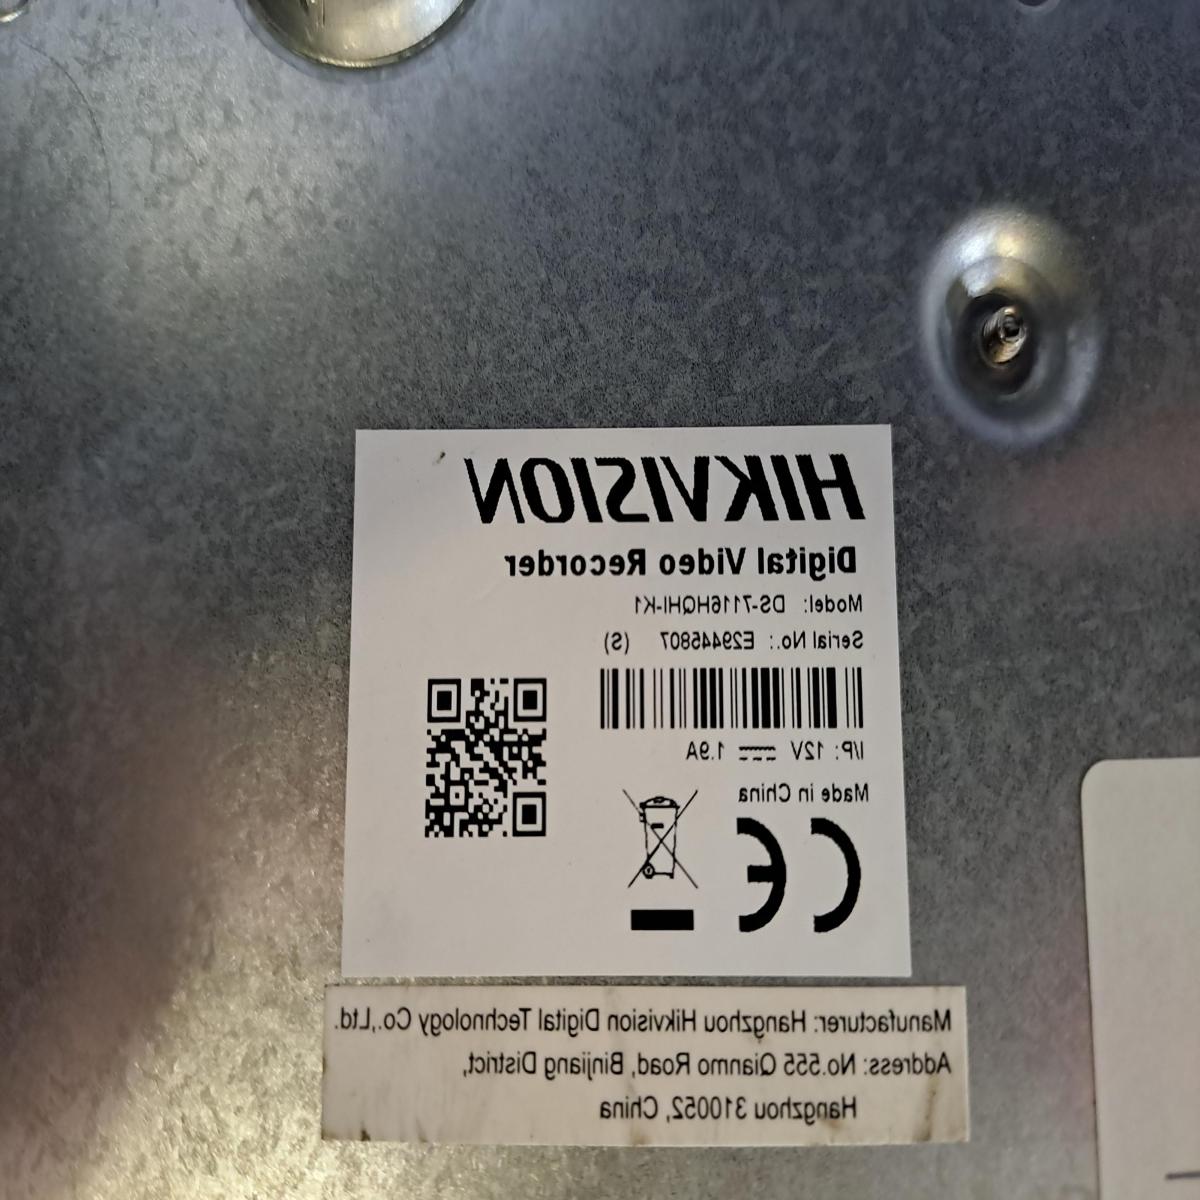 HIKVISION
Digital Video Recorder
Model: DS-7116HQHI-K1
Serial No.: E29445807 (S)
I/P: 12V ⎓ 1.9A
Made in China
CE
Manufacturer: Hangzhou Hikvision Digital Technology Co.,Ltd.
Address: No.555 Qianmo Road, Binjiang District,
Hangzhou 310052, China